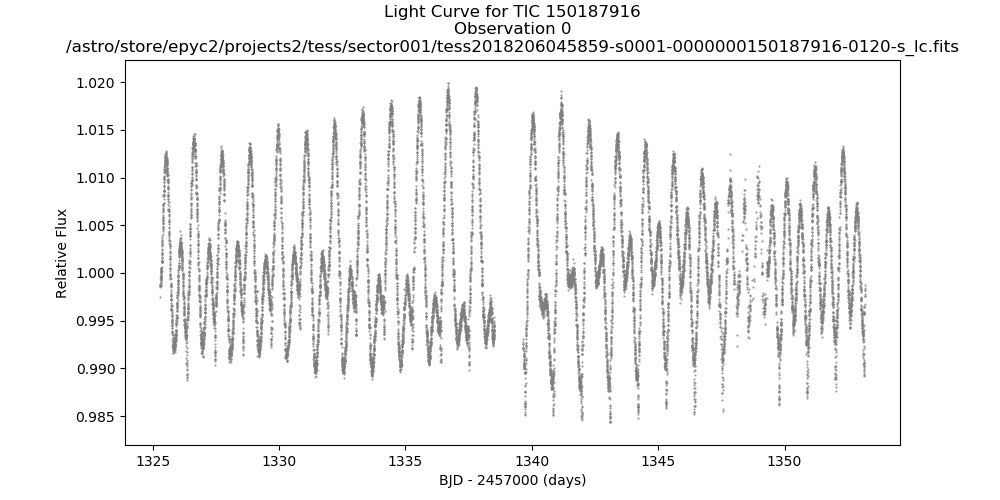 Light Curve for TIC 150187916
Observation 0
/astro/store/epyc2/projects2/tess/sector001/tess2018206045859-s0001-0000000150187916-0120-s_lc.fits
1.020
1.015
1.010
1.005
1.000
0.995
0.990
0.985
Relative Flux
1325
1330
1335
1340
1345
1350
BJD - 2457000 (days)